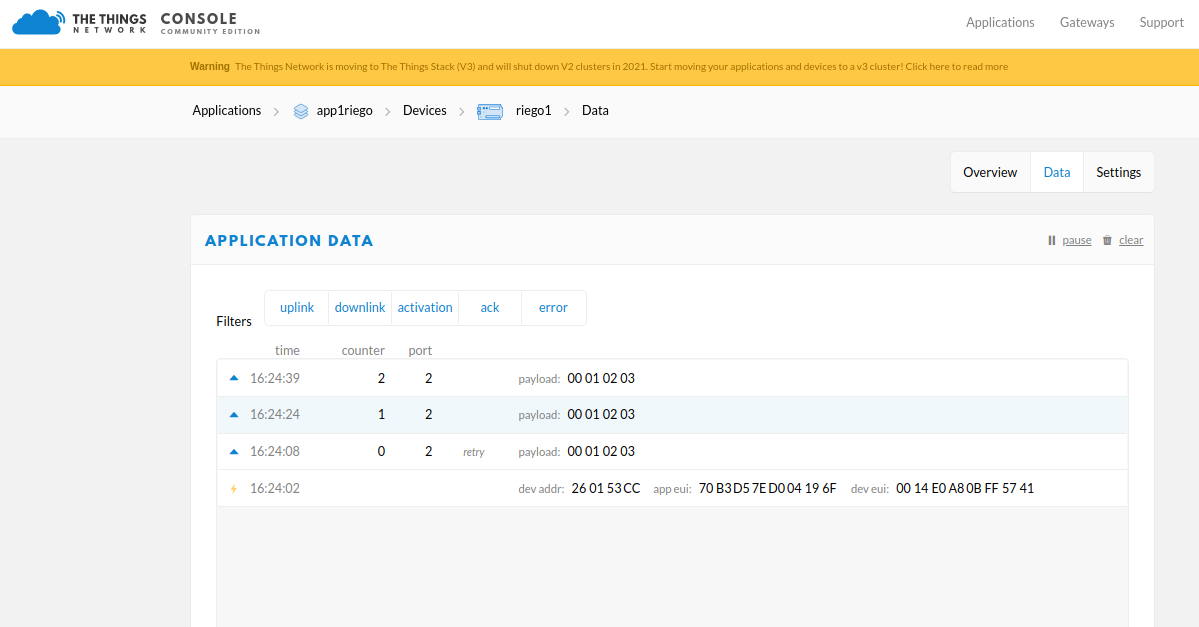 THE THINGS NETWORK CONSOLE COMMUNITY EDITION Applications Gateways Support
Warning The Things Network is moving to The Things Stack (V3) and will shut down V2 clusters in 2021. Start moving your applications and devices to a v3 cluster! Click here to read more
Applications > app1riego > Devices > riego1 > Data
Overview Data Settings
APPLICATION DATA pause clear
Filters uplink downlink activation ack error
time counter port
16:24:39 2 2 payload: 00 01 02 03
16:24:24 1 2 payload: 00 01 02 03
16:24:08 0 2 retry payload: 00 01 02 03
16:24:02 dev addr: 26 01 53 CC app eui: 70 B3 D5 7E D0 04 19 6F dev eui: 00 14 E0 A8 0B FF 57 41